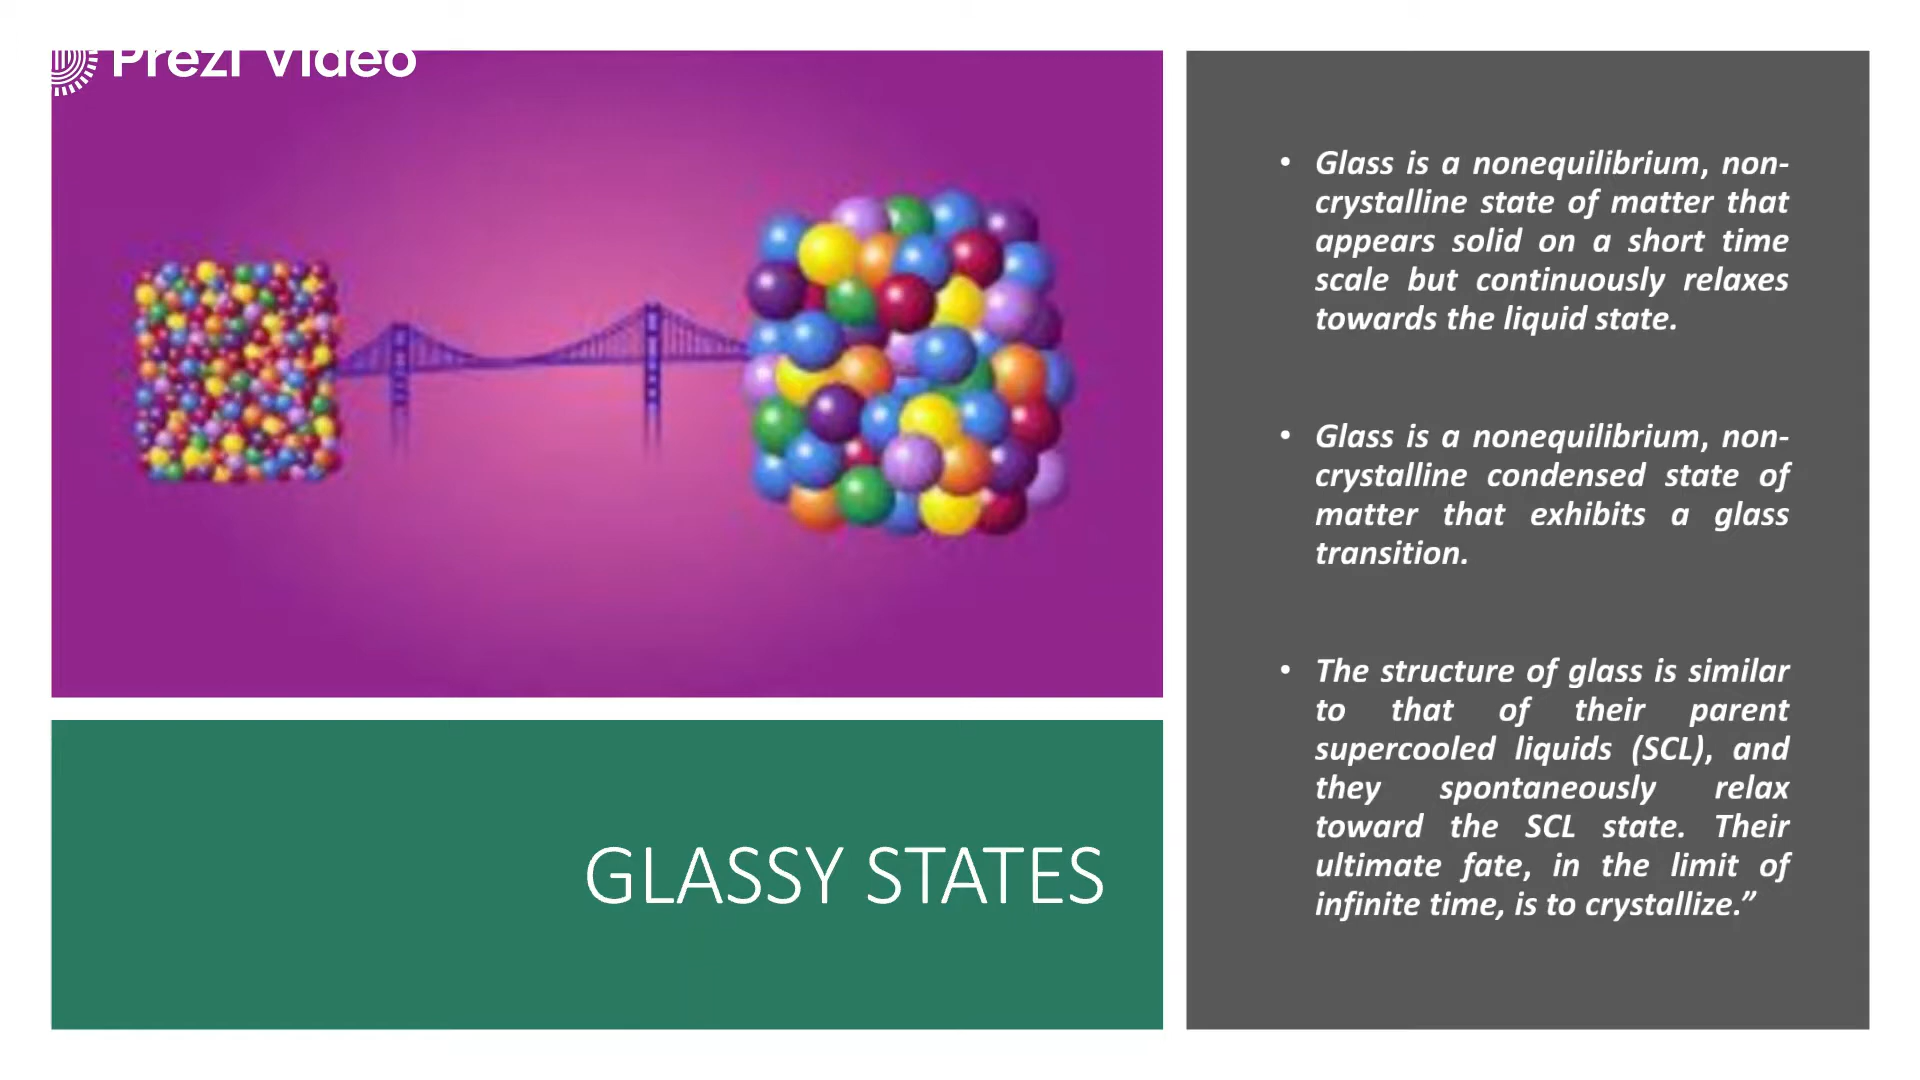 Prezi Video
• Glass is a nonequilibrium, non-
crystalline state of matter that
appears solid on a short time
scale but continuously relaxes
towards the liquid state.
• Glass is a nonequilibrium, non-
crystalline condensed state of
matter that exhibits a glass
transition.
• The structure of glass is similar
to that of their parent
supercooled liquids (SCL), and
they spontaneously relax
toward the SCL state. Their
ultimate fate, in the limit of
infinite time, is to crystallize.”
GLASSY STATES